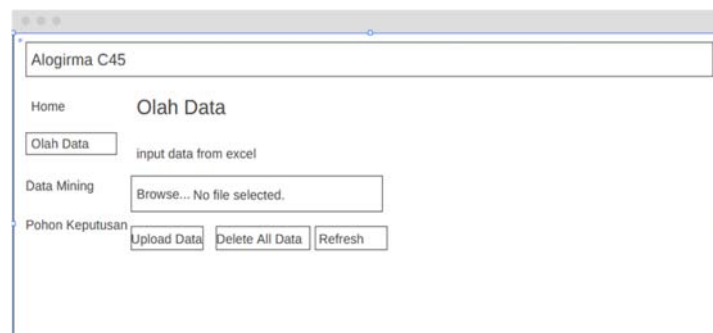 Alogirma C45
Home
Olah Data
Data Mining
Pohon Keputusan
Olah Data
input data from excel
Browse... No file selected.
Upload Data
Delete All Data
Refresh